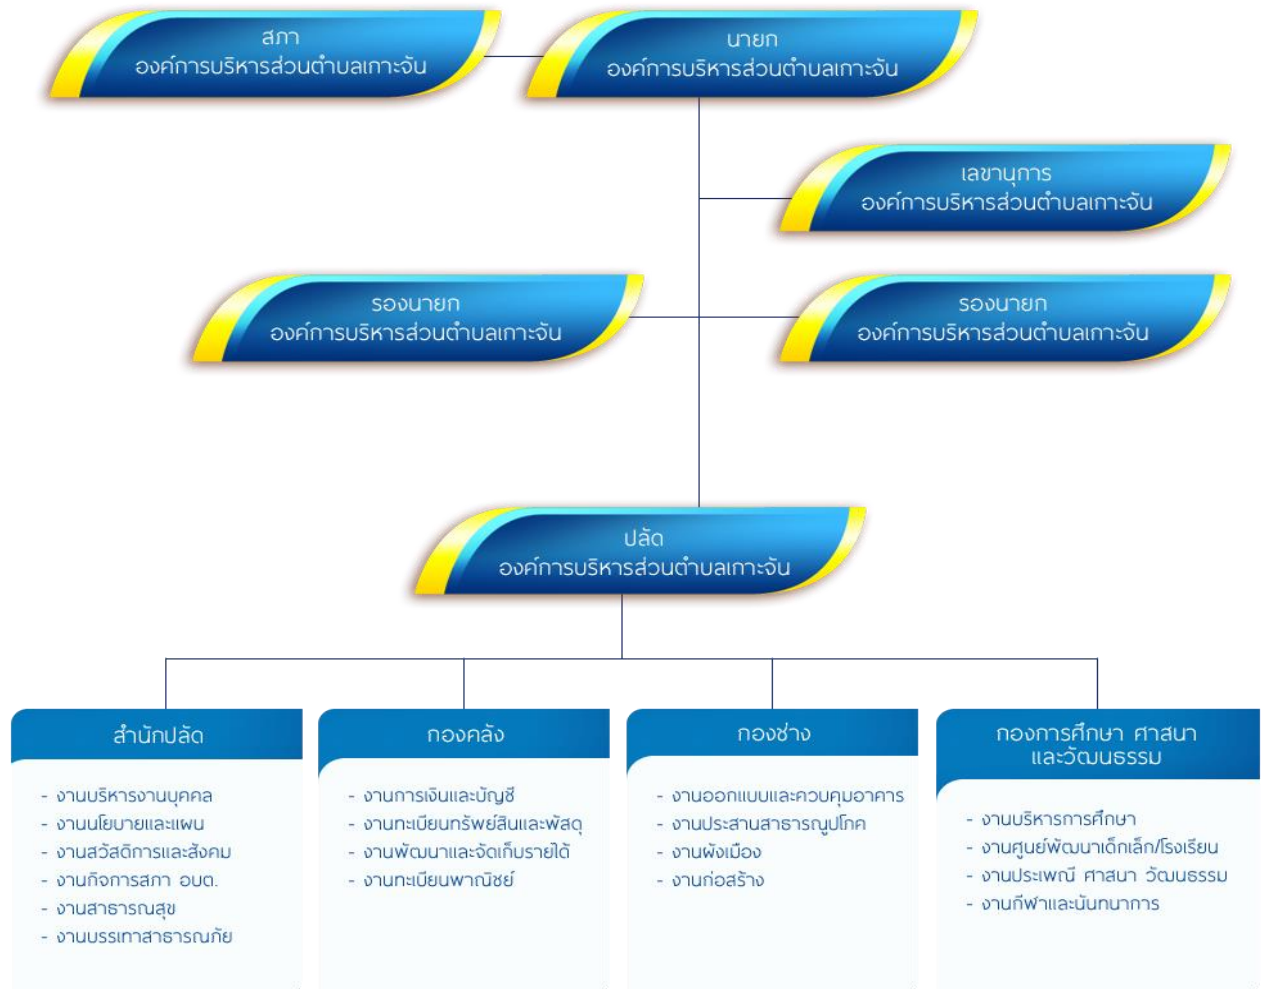 สภา
องค์การบริหารส่วนตำบลเกาะจัน
นายก
องค์การบริหารส่วนตำบลเกาะจัน
เลขานุการ
องค์การบริหารส่วนตำบลเกาะจัน
รองนายก
องค์การบริหารส่วนตำบลเกาะจัน
รองนายก
องค์การบริหารส่วนตำบลเกาะจัน
ปลัด
องค์การบริหารส่วนตำบลเกาะจัน
สำนักปลัด
- งานบริหารงานบุคคล
- งานนโยบายและแผน
- งานสวัสดิการและสังคม
- งานกิจการสภา อบต.
- งานสาธารณสุข
- งานบรรเทาสาธารณภัย
กองคลัง
- งานการเงินและบัญชี
- งานทะเบียนทรัพย์สินและพัสดุ
- งานพัฒนาและจัดเก็บรายได้
- งานทะเบียนพาณิชย์
กองช่าง
- งานออกแบบและควบคุมอาคาร
- งานประสานสาธารณูปโภค
- งานผังเมือง
- งานก่อสร้าง
กองการศึกษา ศาสนา
และวัฒนธรรม
- งานบริหารการศึกษา
- งานศูนย์พัฒนาเด็กเล็ก/โรงเรียน
- งานประเพณี ศาสนา วัฒนธรรม
- งานกีฬาและนันทนาการ